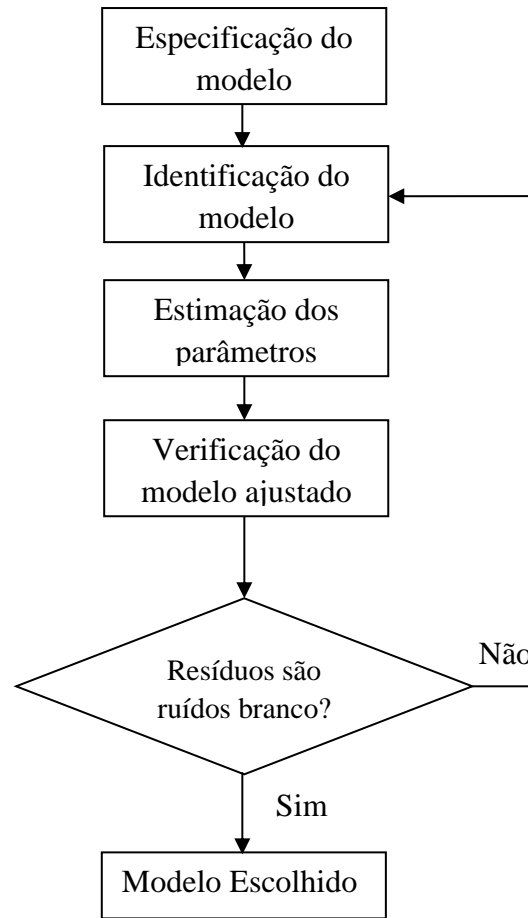 Especificação do
modelo
Identificação do
modelo
Estimação dos
parâmetros
Verificação do
modelo ajustado
Resíduos são
ruídos branco?
Não
Sim
Modelo Escolhido